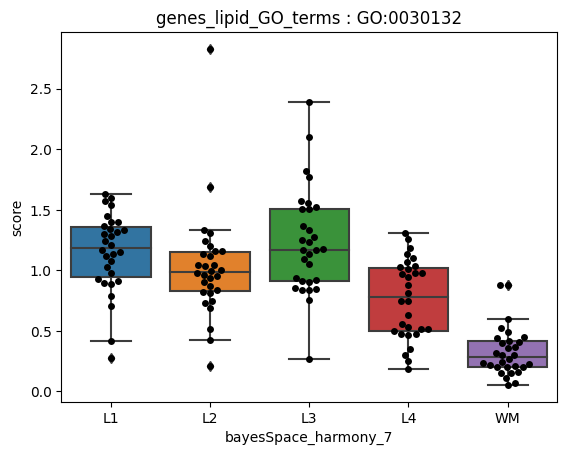 genes_lipid_GO_terms : GO:0030132
score
2.5
2.0
1.5
1.0
0.5
0.0
L1 L2 L3 L4 WM
bayesSpace_harmony_7